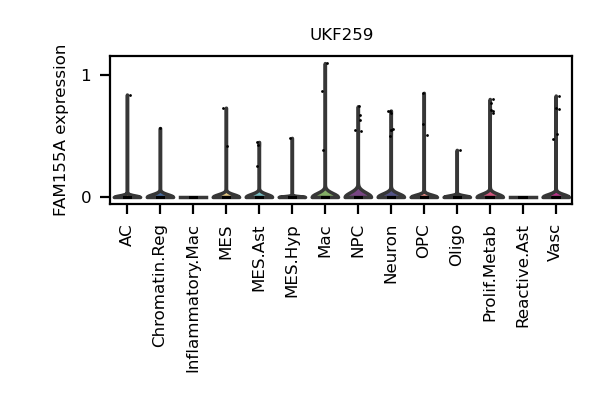 UKF259
FAM155A expression
1
0
AC
Chromatin.Reg
Inflammatory.Mac
MES
MES.Ast
MES.Hyp
Mac
NPC
Neuron
OPC
Oligo
Prolif.Metab
Reactive.Ast
Vasc